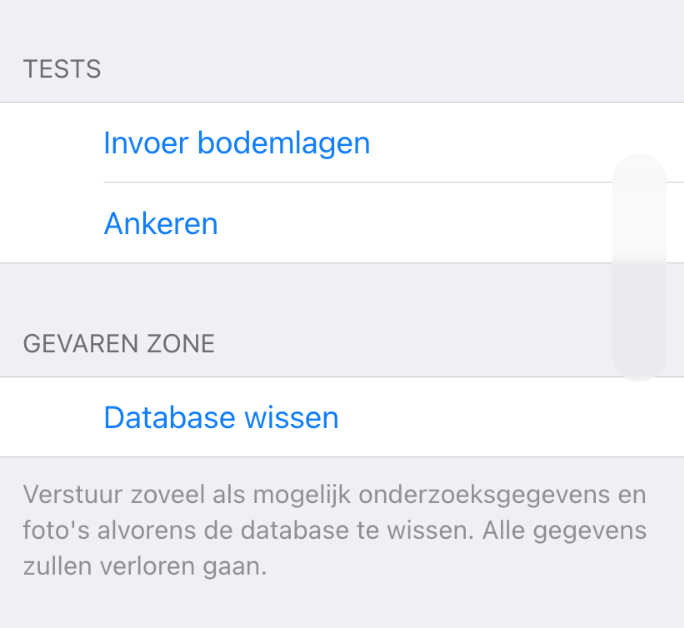 TESTS
Invoer bodemlagen
Ankeren
GEVAREN ZONE
Database wissen
Verstuur zoveel als mogelijk onderzoeksgegevens en
foto's alvorens de database te wissen. Alle gegevens
zullen verloren gaan.